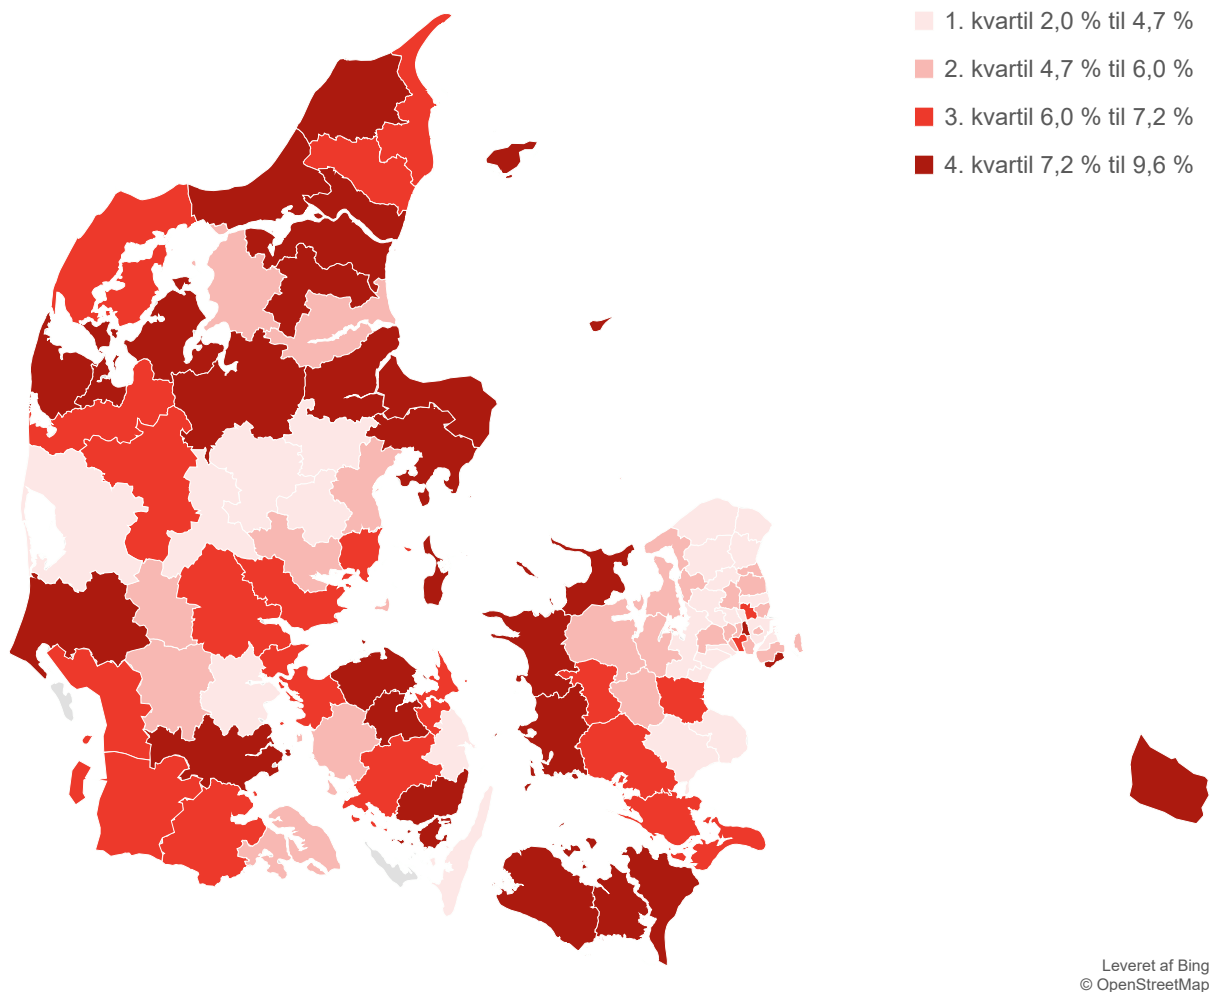 1. kvartil 2,0 % til 4,7 %
2. kvartil 4,7 % til 6,0 %
3. kvartil 6,0 % til 7,2 %
4. kvartil 7,2 % til 9,6 %
Leveret af Bing
© OpenStreetMap